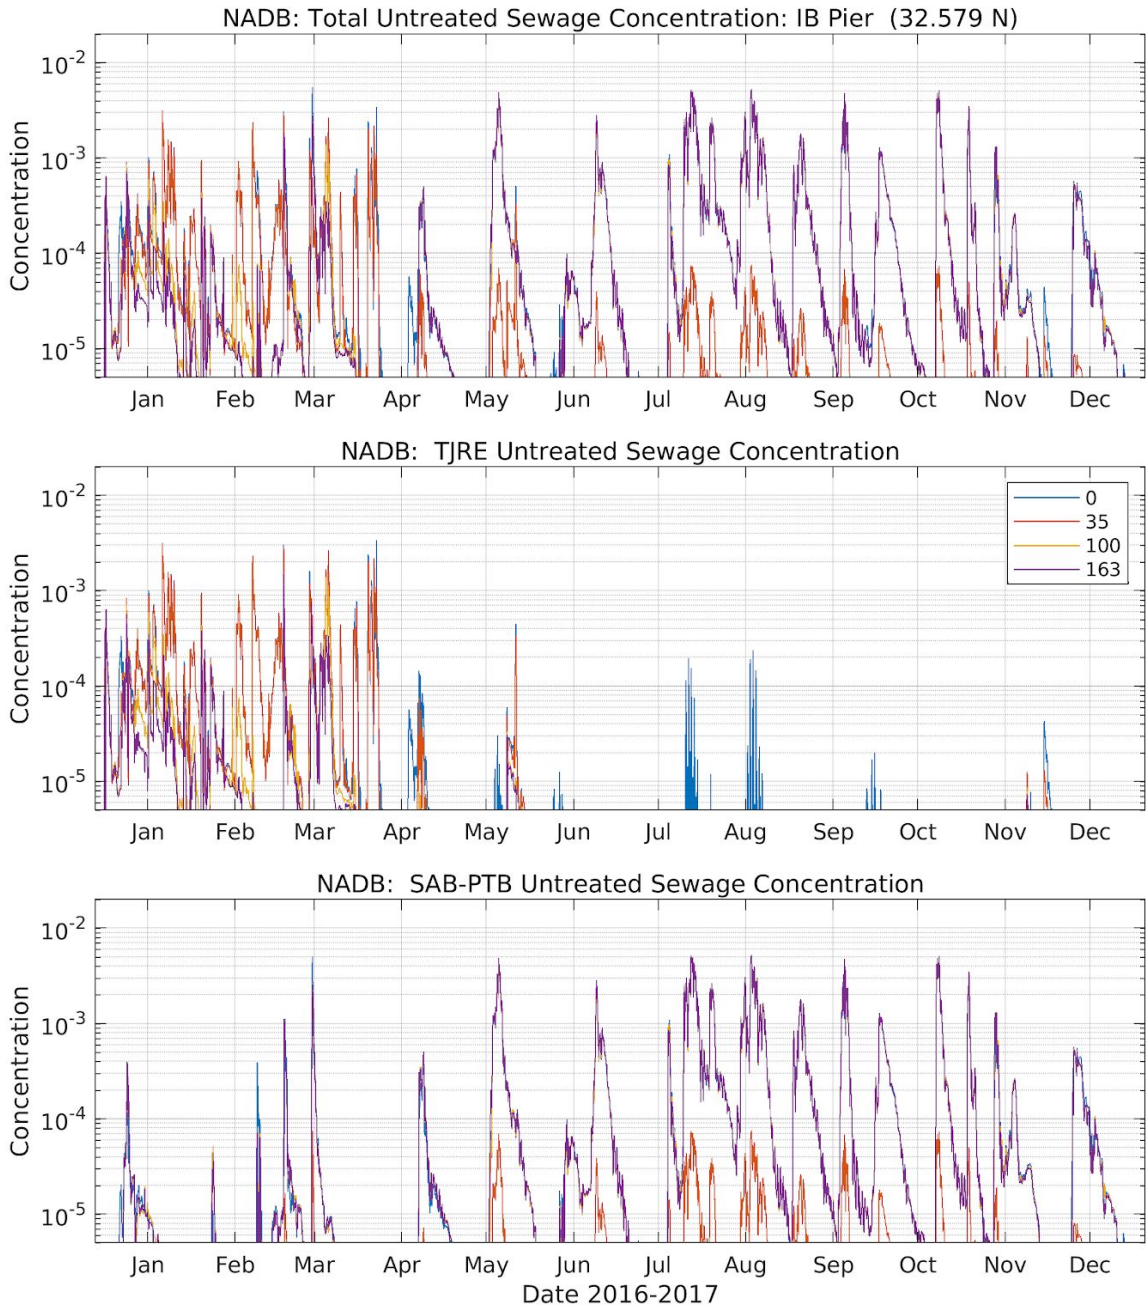 NADB: Total Untreated Sewage Concentration: IB Pier (32.579 N)
10-2
10-3
10-4
10-5
Concentration
Jan Feb Mar Apr May Jun Jul Aug Sep Oct Nov Dec
NADB: TJRE Untreated Sewage Concentration
10-2
10-3
10-4
10-5
Concentration
0
35
100
163
Jan Feb Mar Apr May Jun Jul Aug Sep Oct Nov Dec
NADB: SAB-PTB Untreated Sewage Concentration
10-2
10-3
10-4
10-5
Concentration
Jan Feb Mar Apr May Jun Jul Aug Sep Oct Nov Dec
Date 2016-2017